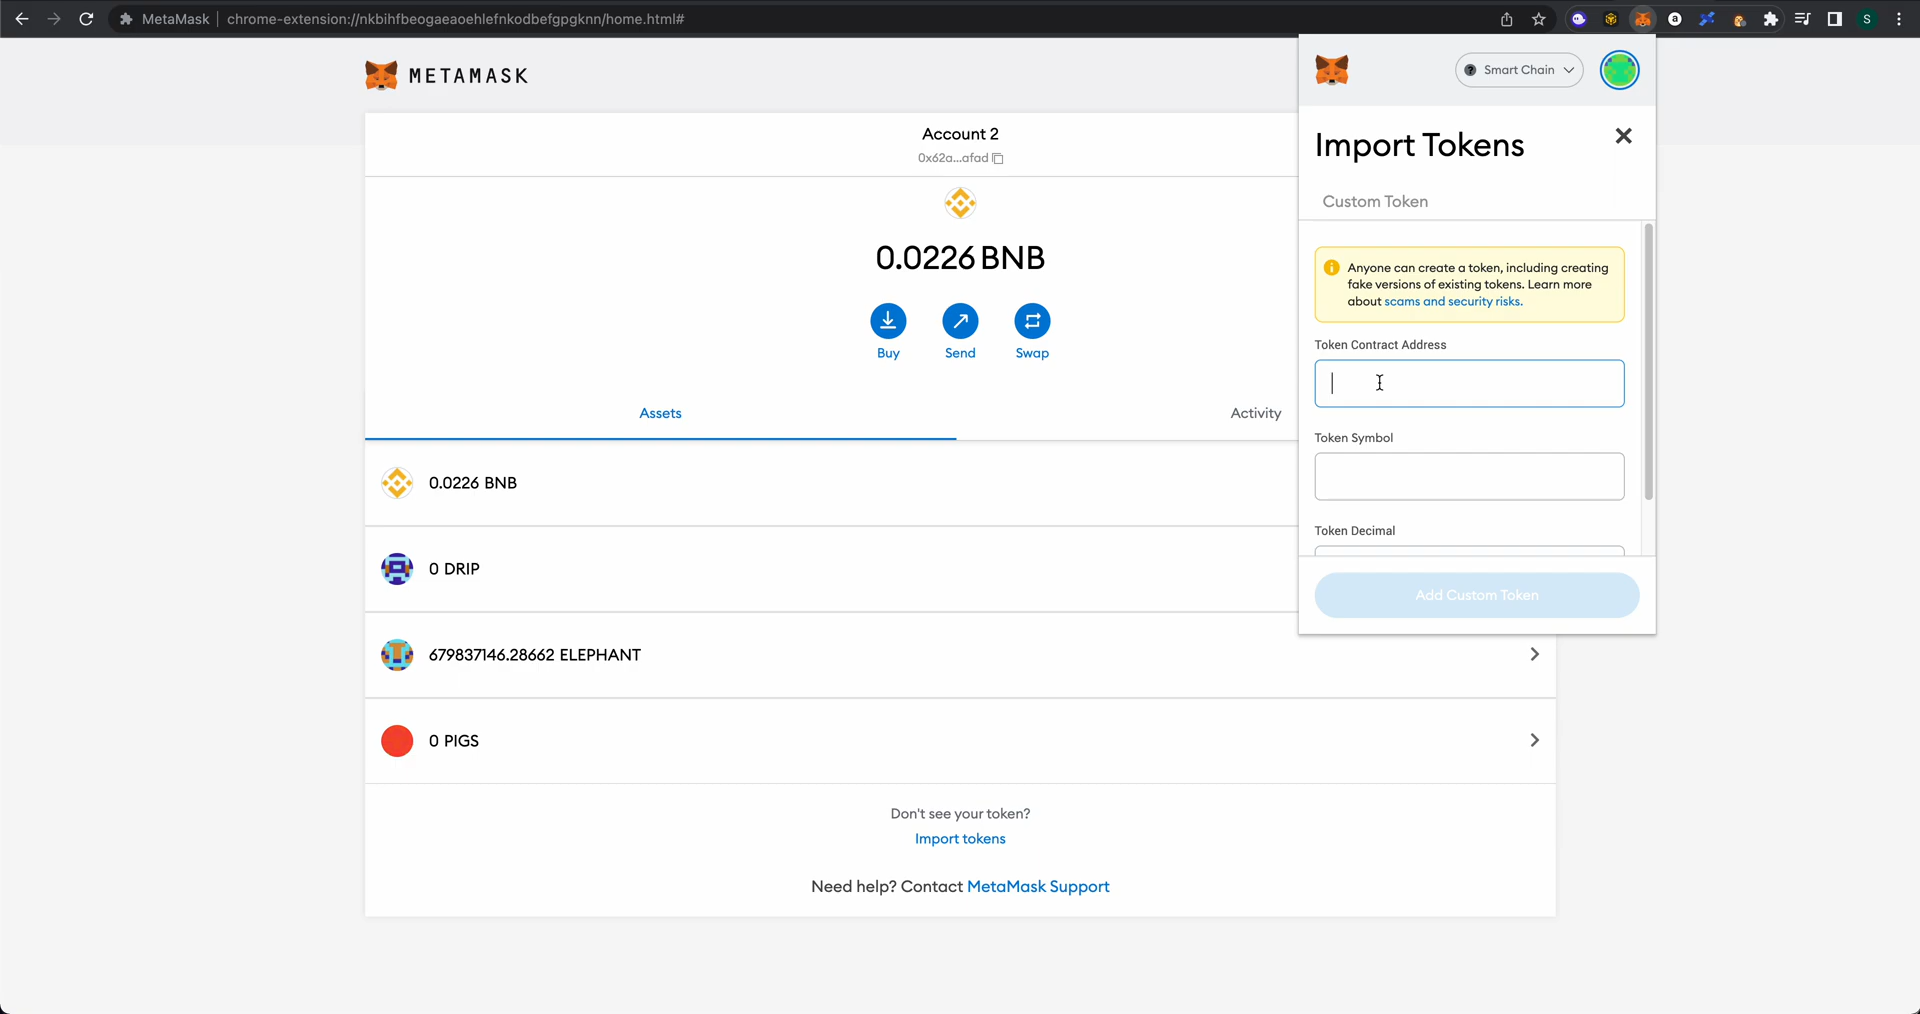 MetaMask
chrome-extension://nkbihfbeogaeaoehlefnkodbefgpgknn/home.html#
a
S
METAMASK
Account 2
0x62a...afad
0.0226 BNB
Buy
Send
Swap
Assets
Activity
0.0226 BNB
0 DRIP
679837146.28662 ELEPHANT
0 PIGS
Don't see your token?
Import tokens
Need help? Contact MetaMask Support
? Smart Chain
Import Tokens
Custom Token
Anyone can create a token, including creating
fake versions of existing tokens. Learn more
about scams and security risks.
Token Contract Address
Token Symbol
Token Decimal
Add Custom Token